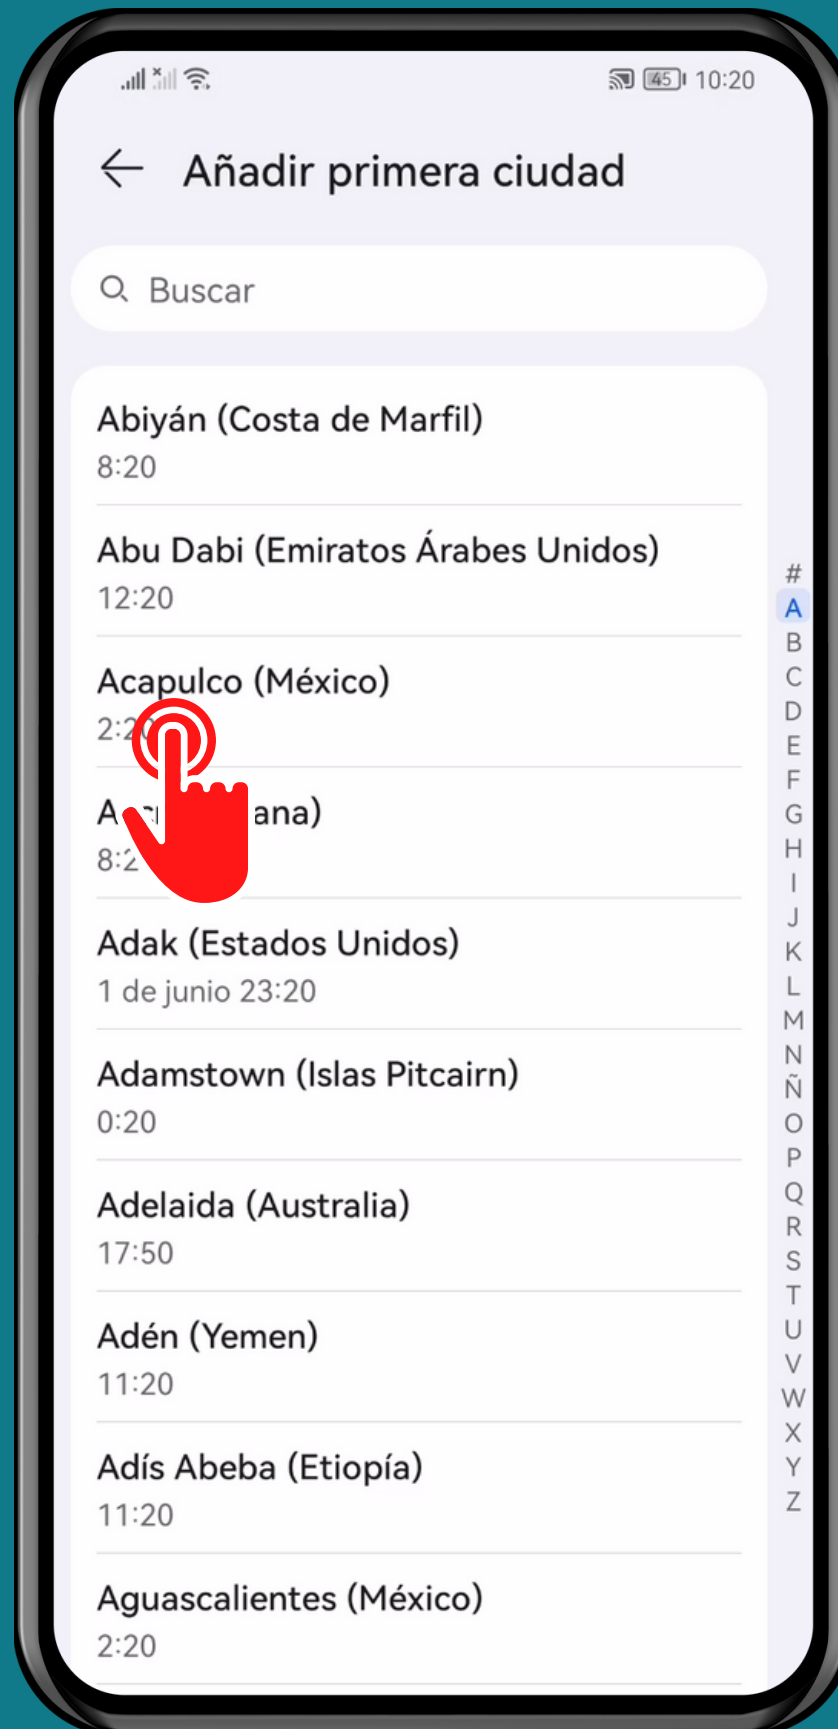 45 10:20
Añadir primera ciudad
Buscar
Abiyán (Costa de Marfil)
8:20
Abu Dabi (Emiratos Árabes Unidos)
12:20
Acapulco (México)
Adak (Estados Unidos)
1 de junio 23:20
Adamstown (Islas Pitcairn)
0:20
Adelaida (Australia)
17:50
Adén (Yemen)
11:20
Adís Abeba (Etiopía)
11:20
Aguascalientes (México)
2:20
#
A
B
C
D
E
F
G
H
I
J
K
L
M
N
Ñ
O
P
Q
R
S
T
U
V
W
X
Y
Z